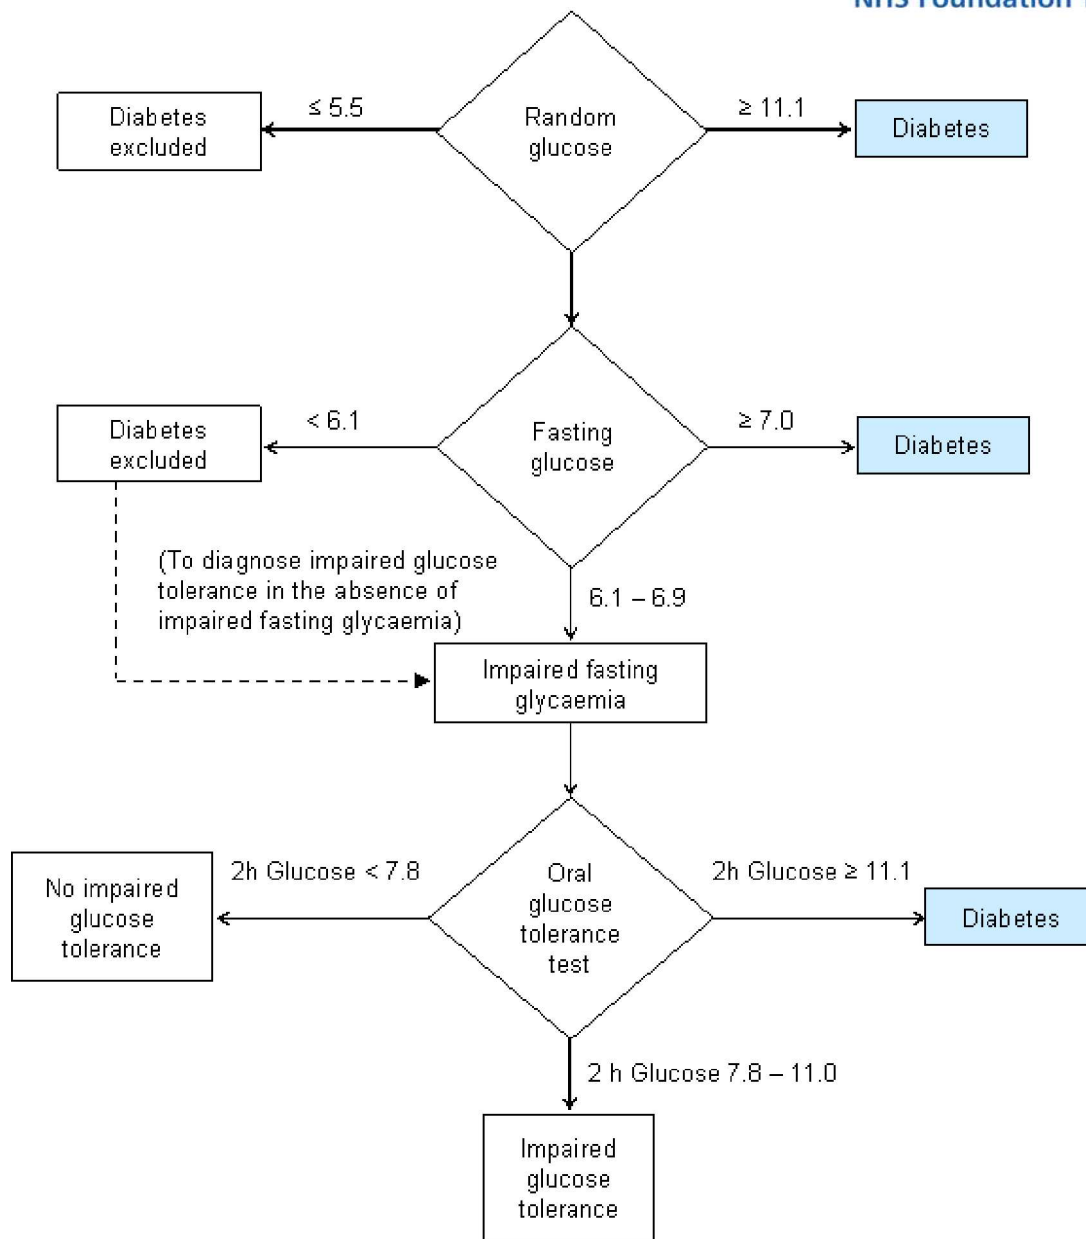 NHS Foundation
≤ 5.5
≥ 11.1
Diabetes
excluded
Random
glucose
Diabetes
< 6.1
≥ 7.0
Diabetes
excluded
Fasting
glucose
Diabetes
(To diagnose impaired glucose
tolerance in the absence of
impaired fasting glycaemia)
6.1 – 6.9
Impaired fasting
glycaemia
2h Glucose < 7.8
2h Glucose ≥ 11.1
No impaired
glucose
tolerance
Oral
glucose
tolerance
test
Diabetes
2 h Glucose 7.8 – 11.0
Impaired
glucose
tolerance